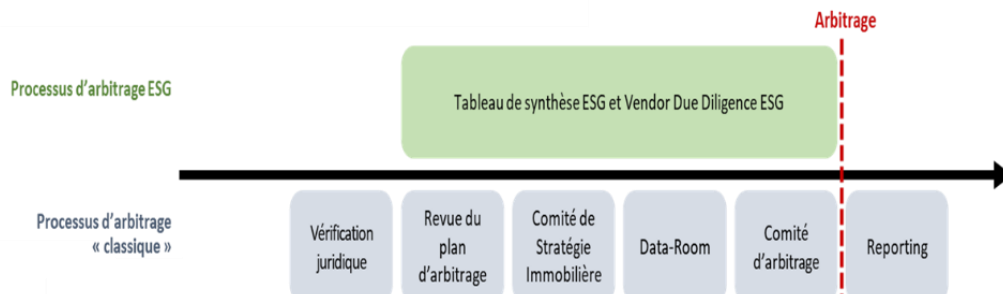 Arbitrage
Processus d'arbitrage ESG
Tableau de synthèse ESG et Vendor Due Diligence ESG
Processus d'arbitrage
« classique »
Vérification
juridique
Revue du
plan
d'arbitrage
Comité de
Stratégie
Immobilière
Data-Room
Comité
d'arbitrage
Reporting